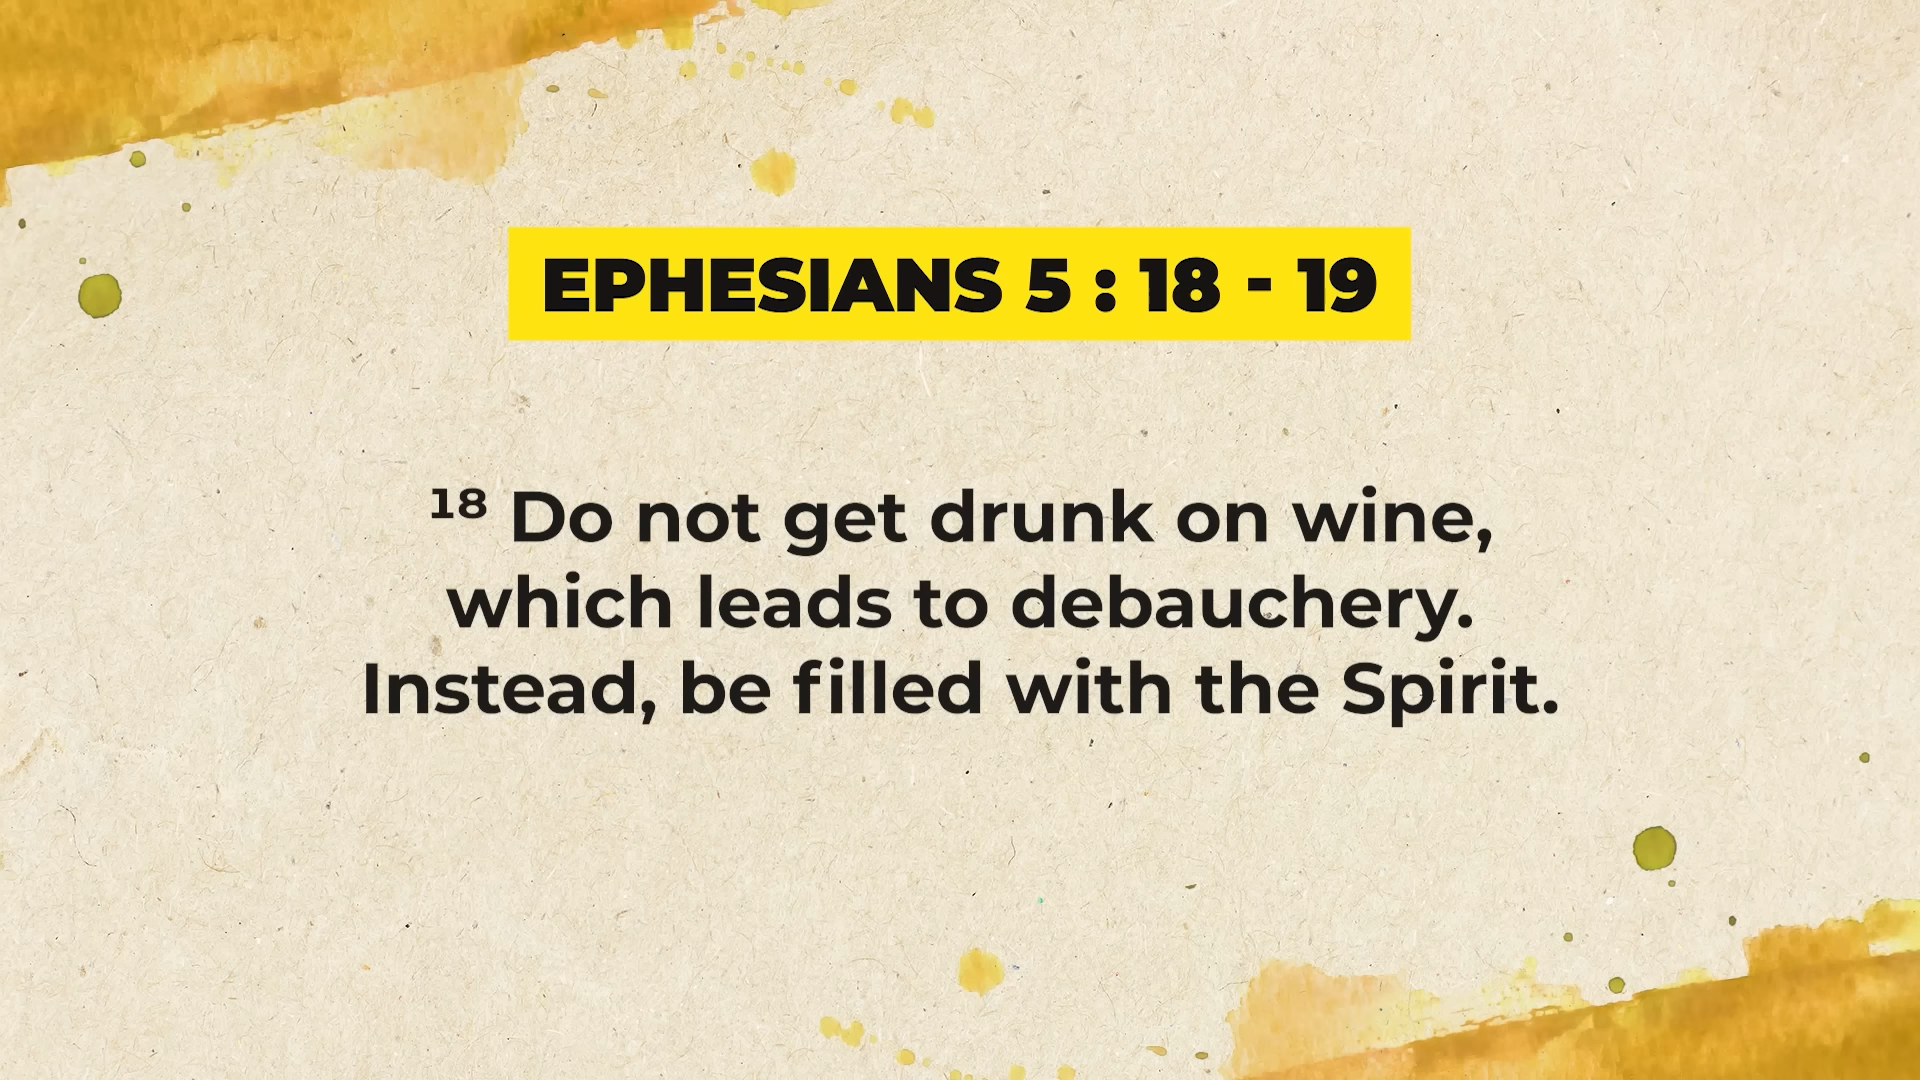 EPHESIANS 5 : 18 - 19
¹⁸ Do not get drunk on wine,
which leads to debauchery.
Instead, be filled with the Spirit.